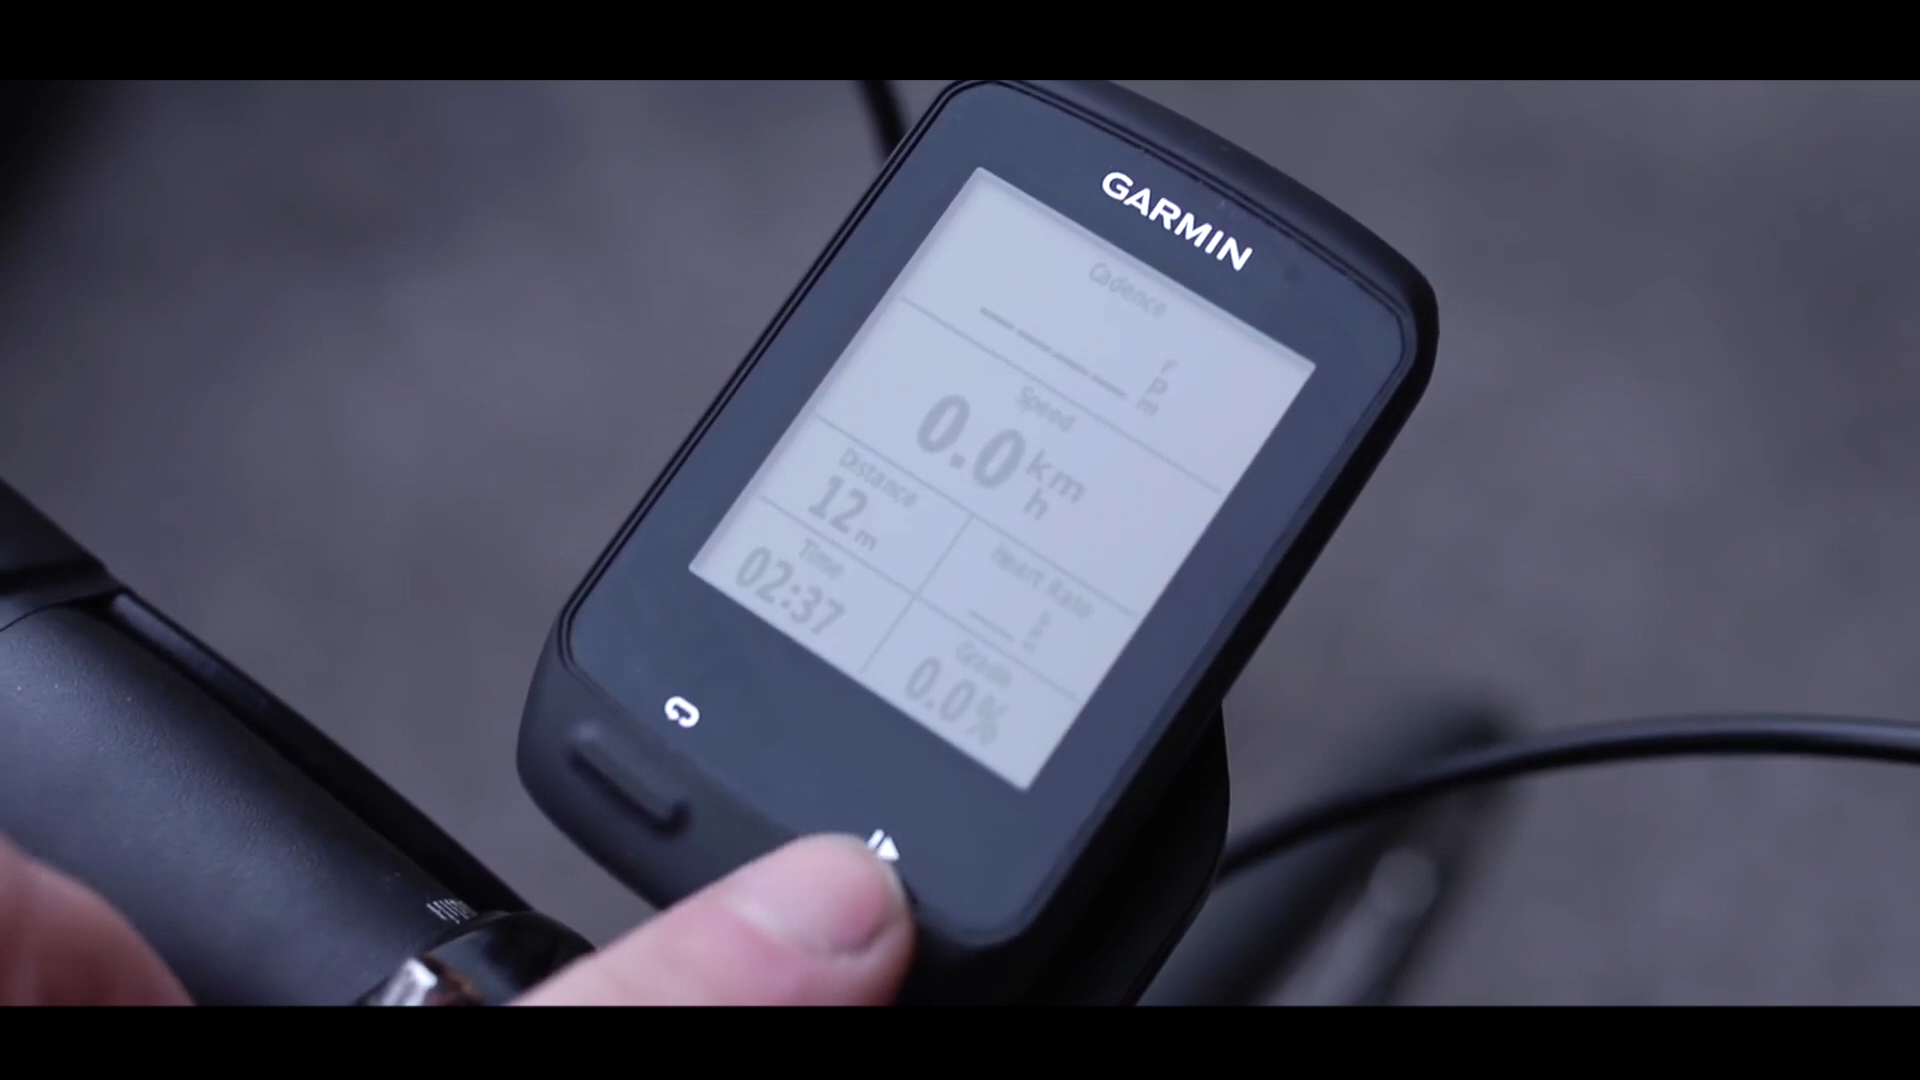 GARMIN
Cadence
rpm
Speed
0.0 km h
Distance
12 m
Heart Rate
Time
02:37
Grade
0.0%